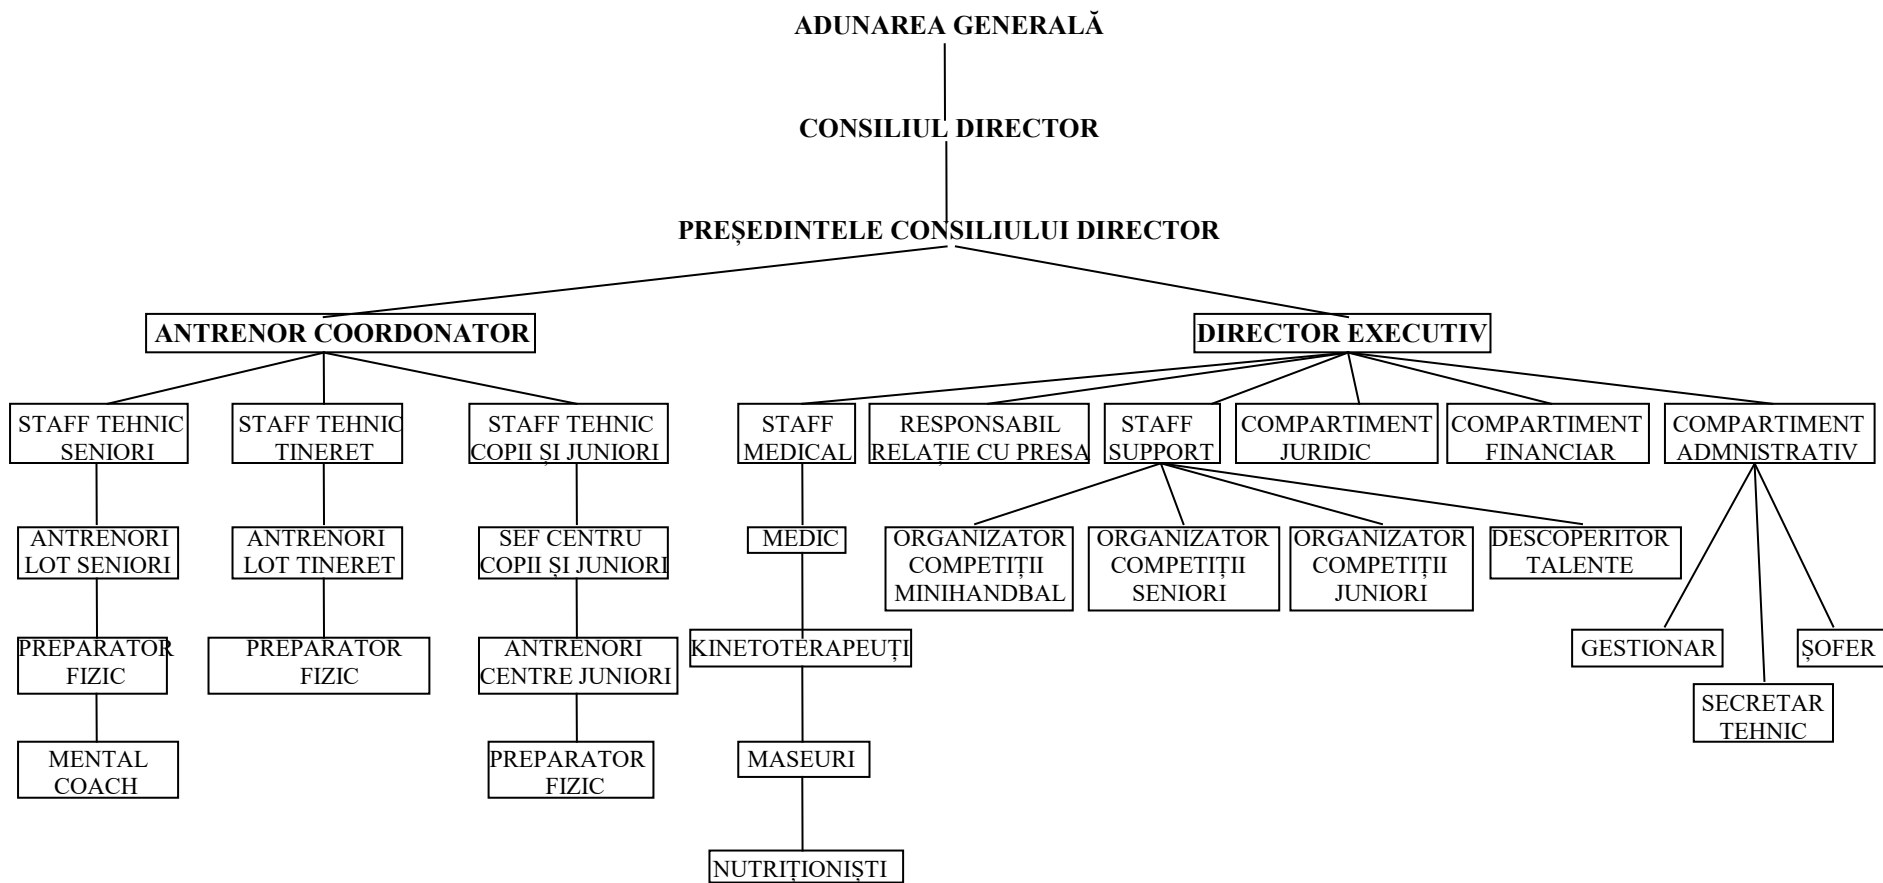 ADUNAREA GENERALĂ
CONSILIUL DIRECTOR
PREȘEDINTELE CONSILIULUI DIRECTOR
ANTRENOR COORDONATOR
DIRECTOR EXECUTIV
STAFF TEHNIC
SENIORI
STAFF TEHNIC
TINERET
STAFF TEHNIC
COPII ȘI JUNIORI
STAFF
MEDICAL
RESPONSABIL
RELAȚIE CU PRESA
STAFF
SUPPORT
COMPARTIMENT
JURIDIC
COMPARTIMENT
FINANCIAR
COMPARTIMENT
ADMNISTRATIV
ANTRENORI
LOT SENIORI
ANTRENORI
LOT TINERET
SEF CENTRU
COPII ȘI JUNIORI
MEDIC
ORGANIZATOR
COMPETIȚII
MINIHANDBAL
ORGANIZATOR
COMPETIȚII
SENIORI
ORGANIZATOR
COMPETIȚII
JUNIORI
DESCOPERITOR
TALENTE
PREPARATOR
FIZIC
PREPARATOR
FIZIC
ANTRENORI
CENTRE JUNIORI
KINETOTERAPEUȚI
GESTIONAR
ȘOFER
SECRETAR
TEHNIC
MENTAL
COACH
PREPARATOR
FIZIC
MASEURI
NUTRIȚIONIȘTI